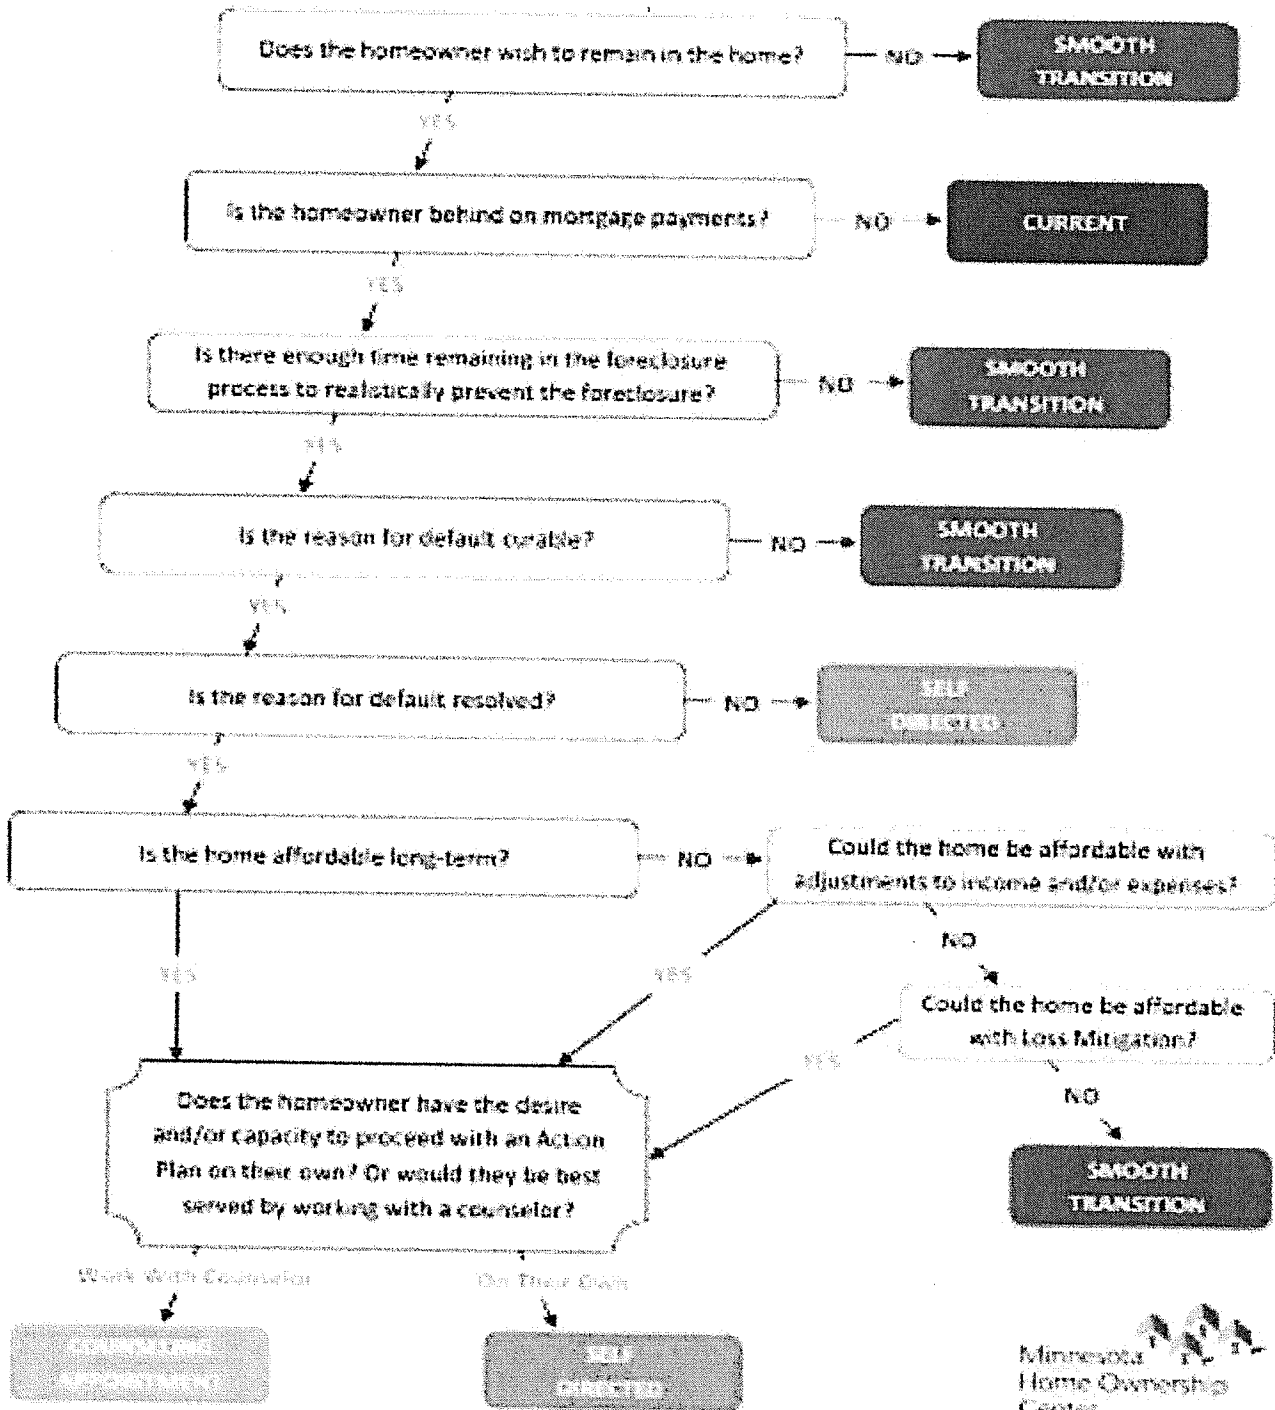 Does the homeowner wish to remain in the home?
NO
SMOOTH
TRANSITION
YES
Is the homeowner behind on mortgage payments?
NO
CURRENT
YES
Is there enough time remaining in the foreclosure
process to realistically prevent the foreclosure?
NO
SMOOTH
TRANSITION
YES
Is the reason for default curable?
NO
SMOOTH
TRANSITION
YES
Is the reason for default resolved?
NO
SELF
DIRECTED
YES
Is the home affordable long-term?
NO
Could the home be affordable with
adjustments to income and/or expenses?
YES
YES
NO
Could the home be affordable
with Loss Mitigation?
YES
NO
SMOOTH
TRANSITION
Does the homeowner have the desire
and/or capacity to proceed with an Action
Plan on their own? Or would they be best
served by working with a counselor?
Work With Counselor
On Their Own
COUNSELING
APPOINTMENT
SELF
DIRECTED
Minnesota
Home Ownership
Center